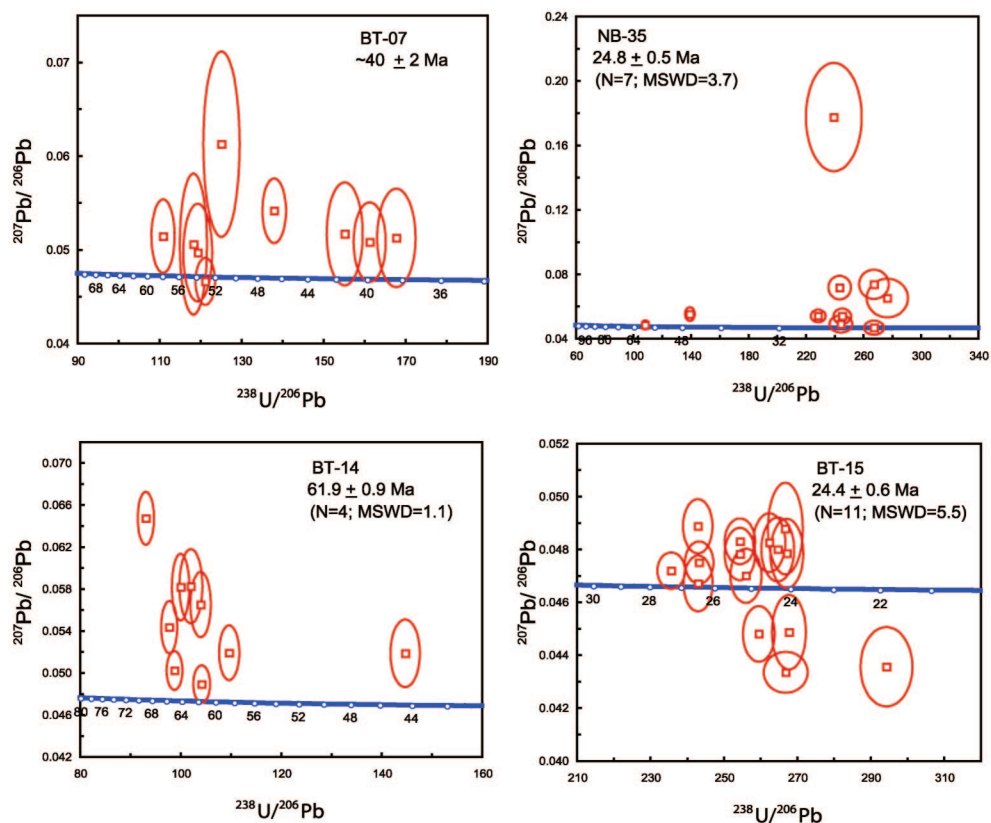 BT-07
~40 ± 2 Ma
0.07
0.06
0.05
0.04
207Pb/ 206Pb
68 64 60 56 52 48 44 40 36
90 110 130 150 170 190
238U/206Pb
NB-35
24.8 ± 0.5 Ma
(N=7; MSWD=3.7)
0.24
0.20
0.16
0.12
0.08
0.04
207Pb/ 206Pb
96 80 64 48 32
60 100 140 180 220 260 300 340
238U/206Pb
BT-14
61.9 ± 0.9 Ma
(N=4; MSWD=1.1)
0.070
0.066
0.062
0.058
0.054
0.050
0.046
0.042
207Pb/ 206Pb
80 76 72 68 64 60 56 52 48 44
80 100 120 140 160
238U/206Pb
BT-15
24.4 ± 0.6 Ma
(N=11; MSWD=5.5)
0.052
0.050
0.048
0.046
0.044
0.042
0.040
207Pb/ 206Pb
30 28 26 24 22
210 230 250 270 290 310
238U/206Pb